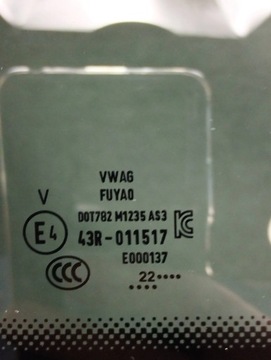 VWAG
FUYAO
V
DOT782 M1235 AS3
E4
43R-011517
E000137
CCC
22••••
••••